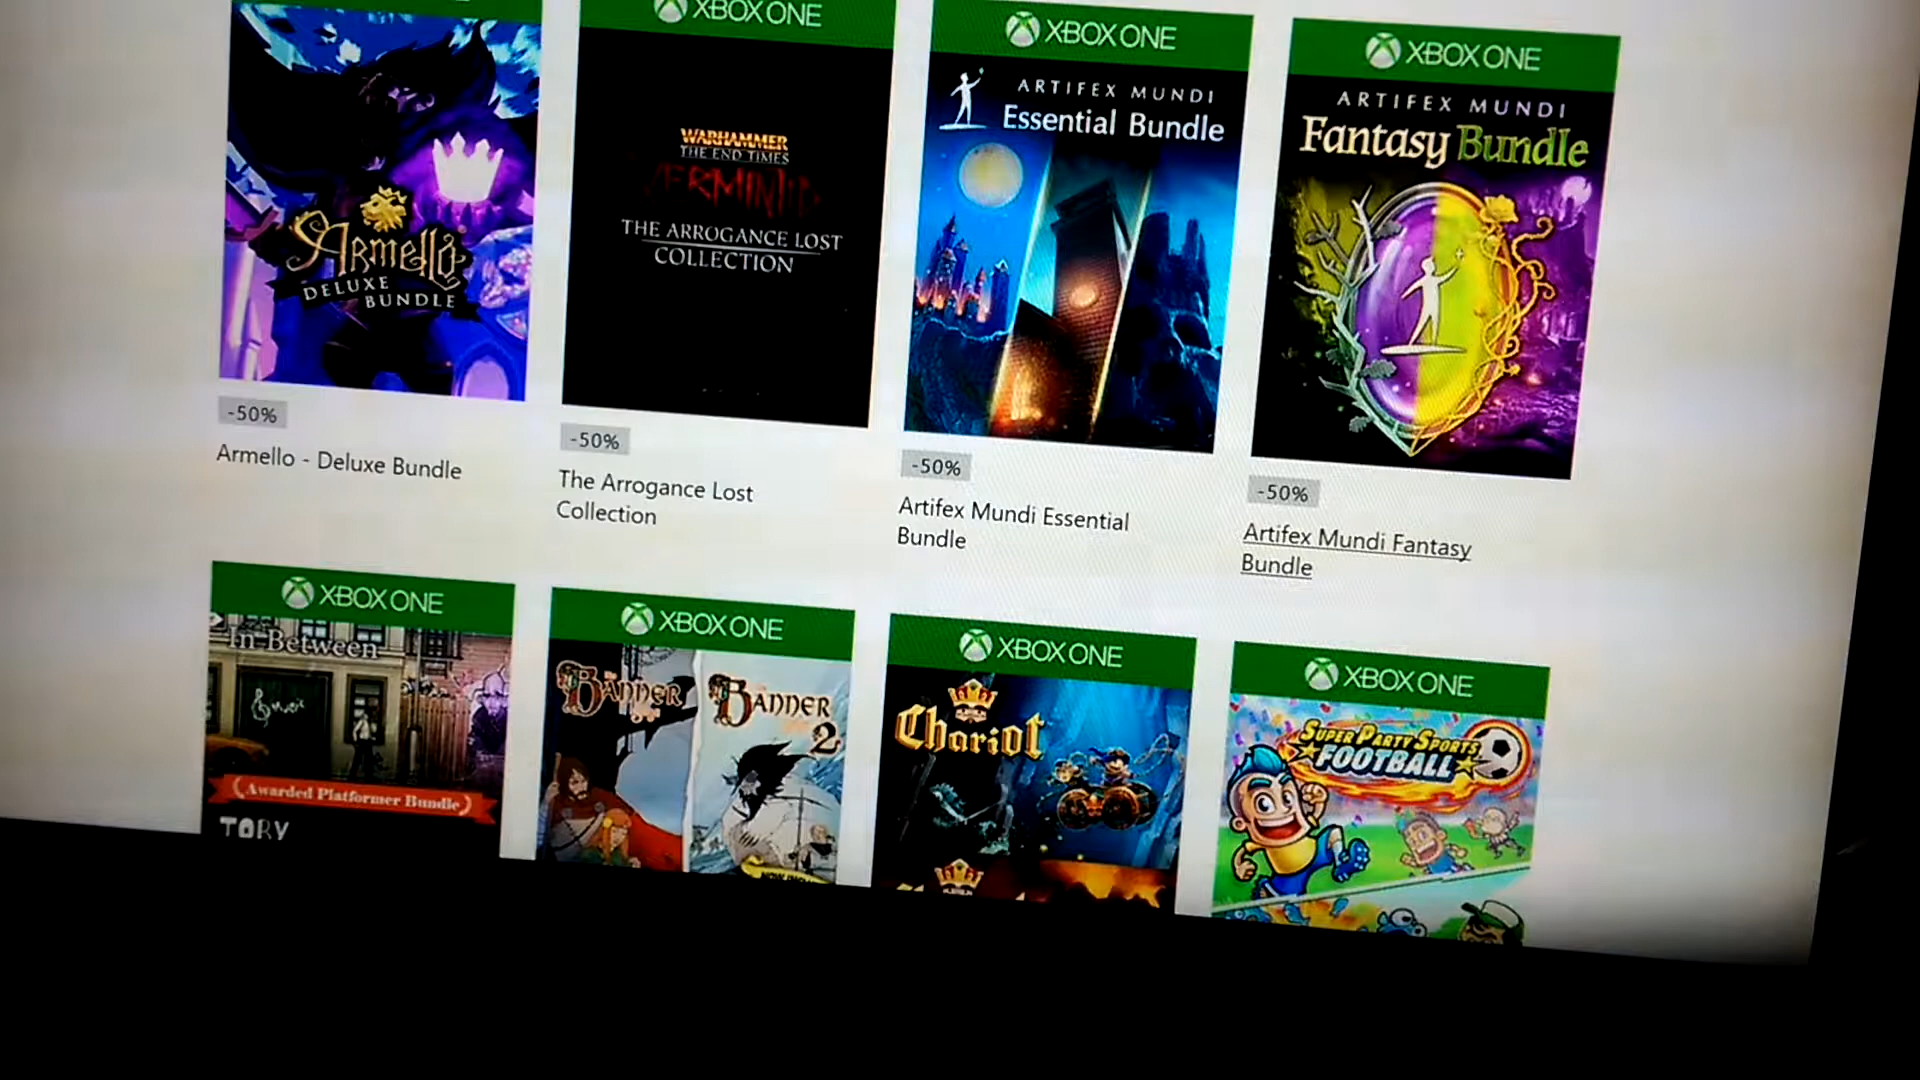 XBOX ONE
XBOX ONE
XBOX ONE
ARMELLO
DELUXE
BUNDLE
WARHAMMER
THE END TIMES
THE ARROGANCE LOST
COLLECTION
ARTIFEX MUNDI
Essential Bundle
ARTIFEX MUNDI
Fantasy Bundle
-50%
Armello - Deluxe Bundle
-50%
The Arrogance Lost
Collection
-50%
Artifex Mundi Essential
Bundle
-50%
Artifex Mundi Fantasy
Bundle
XBOX ONE
XBOX ONE
XBOX ONE
XBOX ONE
In Between
Music
Awarded Platformer Bundle
TORY
BANNER
BANNER
2
Chariot
SUPER PARTY SPORTS
FOOTBALL